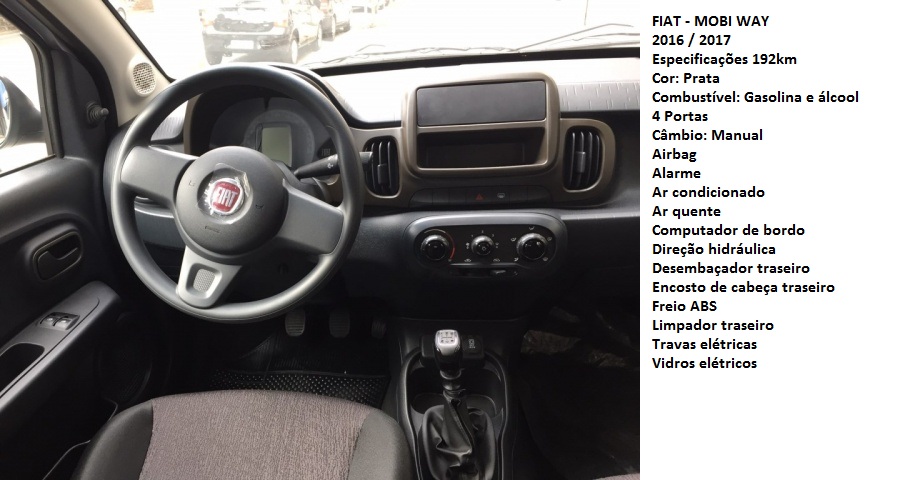 FIAT - MOBI WAY
2016 / 2017
Especificações 192km
Cor: Prata
Combustível: Gasolina e álcool
4 Portas
Câmbio: Manual
Airbag
Alarme
Ar condicionado
Ar quente
Computador de bordo
Direção hidráulica
Desembaçador traseiro
Encosto de cabeça traseiro
Freio ABS
Limpador traseiro
Travas elétricas
Vidros elétricos
FIAT